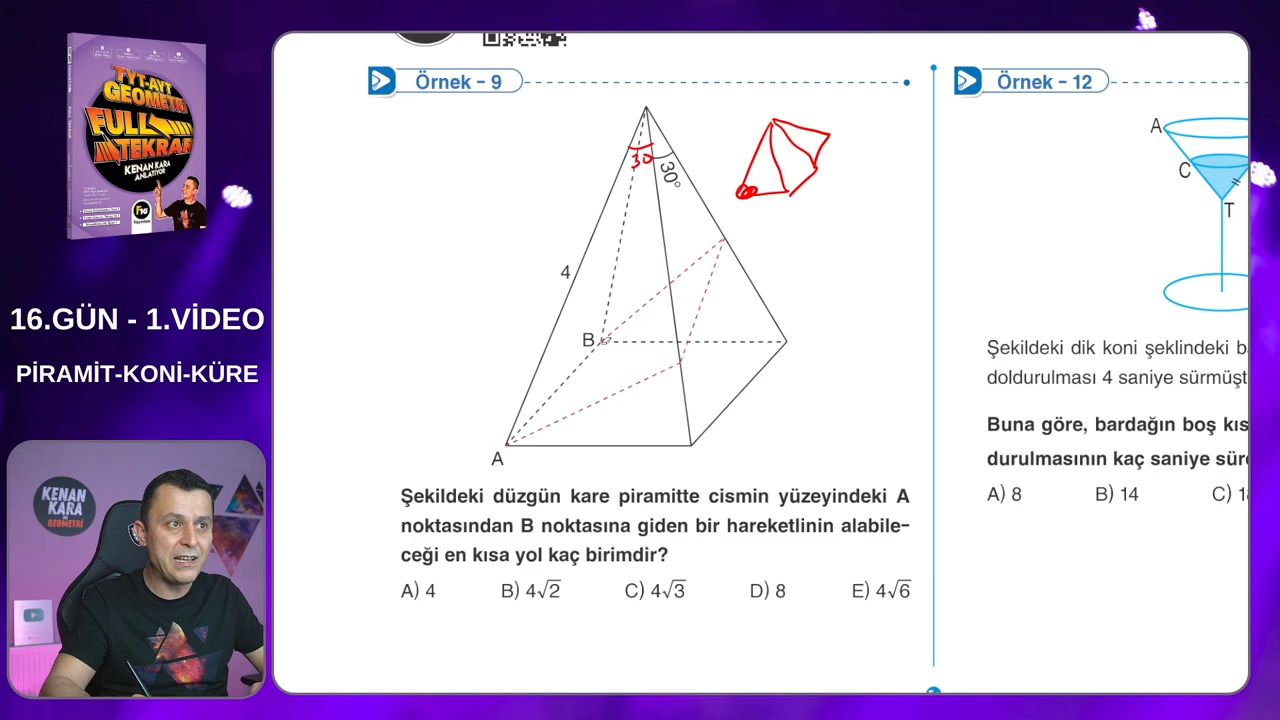 TYT-AYT
GEOMETRİ
FULL
TEKRAR
KENAN KARA
ANLATIYOR
16.GÜN - 1.VİDEO
PİRAMİT-KONİ-KÜRE
KENAN
KARA
GEOMETRİ
Örnek - 9
30
30°
4
B
A
Şekildeki düzgün kare piramitte cismin yüzeyindeki A
noktasından B noktasına giden bir hareketlinin alabile-
ceği en kısa yol kaç birimdir?
A) 4 B) 4√2 C) 4√3 D) 8 E) 4√6
Örnek - 12
A
C
T
Şekildeki dik koni şeklindeki
doldurulması 4 saniye sürmüşt
Buna göre, bardağın boş kıs
durulmasının kaç saniye süre
A) 8 B) 14 C)